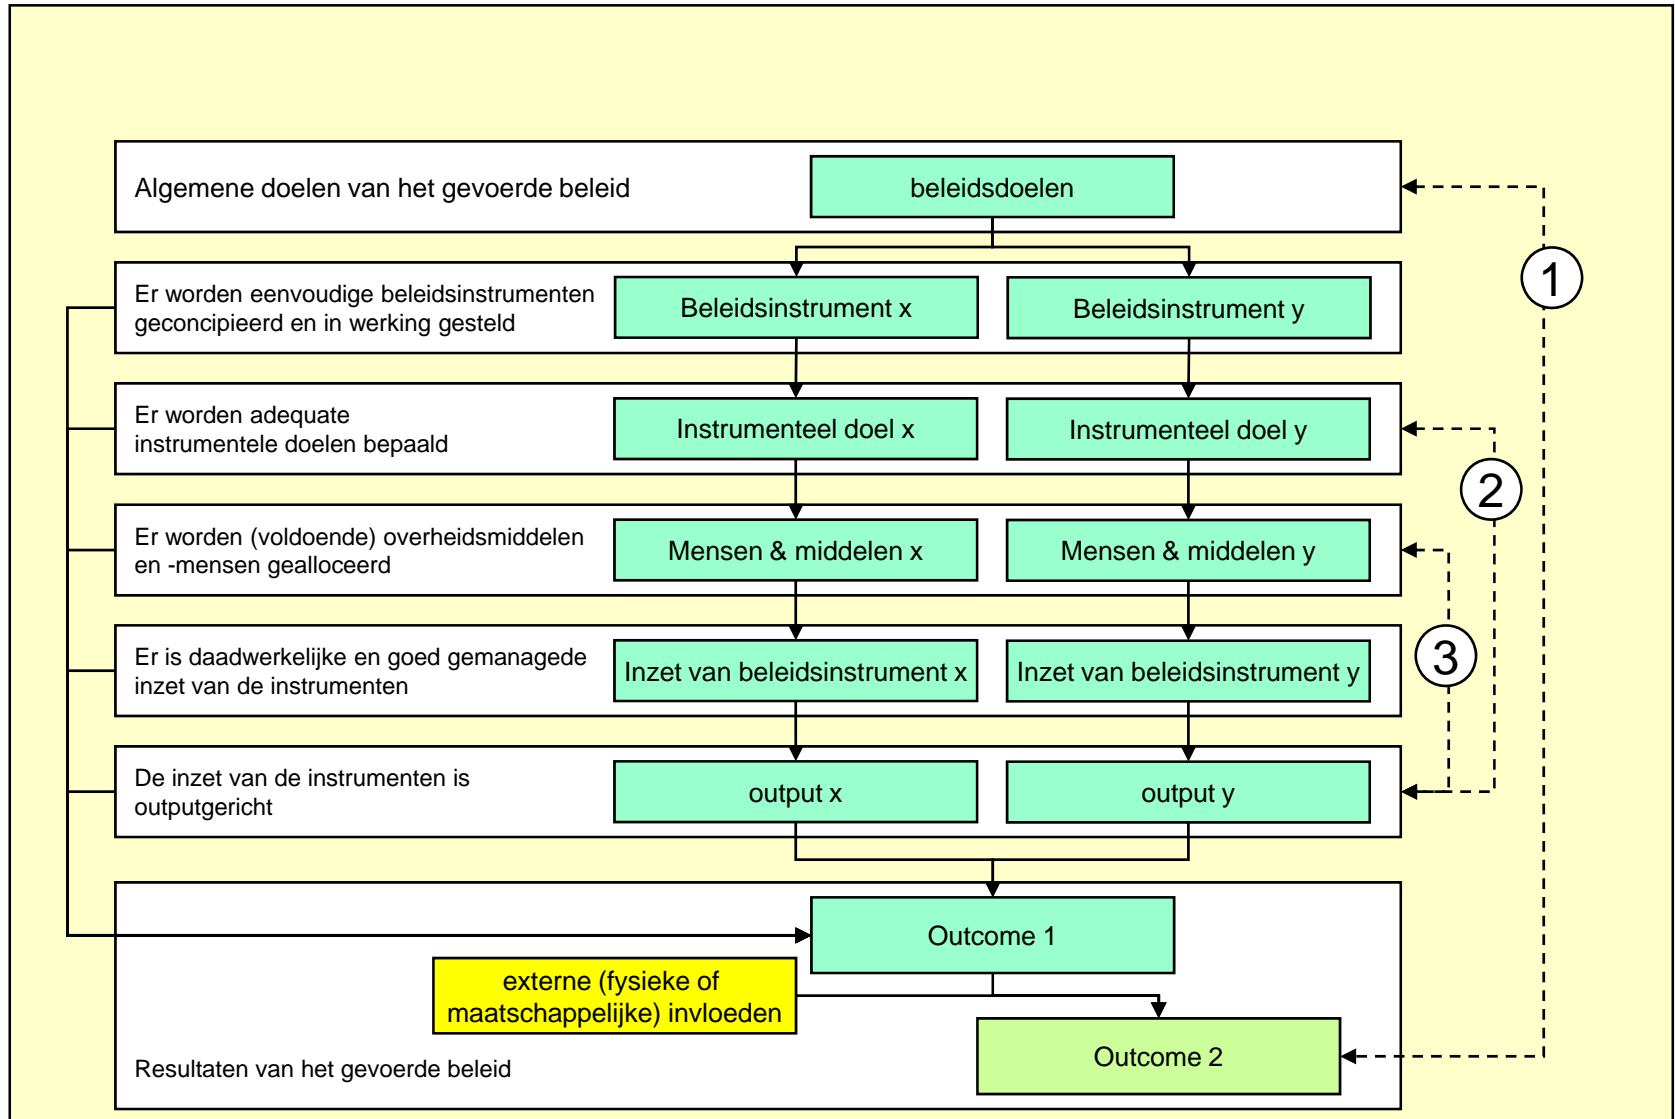 Algemene doelen van het gevoerde beleid
beleidsdoelen
1
Er worden eenvoudige beleidsinstrumenten
geconcipieerd en in werking gesteld
Beleidsinstrument x
Beleidsinstrument y
Er worden adequate
instrumentele doelen bepaald
Instrumenteel doel x
Instrumenteel doel y
2
Er worden (voldoende) overheidsmiddelen
en -mensen gealloceerd
Mensen & middelen x
Mensen & middelen y
3
Er is daadwerkelijke en goed gemanagede
inzet van de instrumenten
Inzet van beleidsinstrument x
Inzet van beleidsinstrument y
De inzet van de instrumenten is
outputgericht
output x
output y
Outcome 1
externe (fysieke of
maatschappelijke) invloeden
Outcome 2
Resultaten van het gevoerde beleid